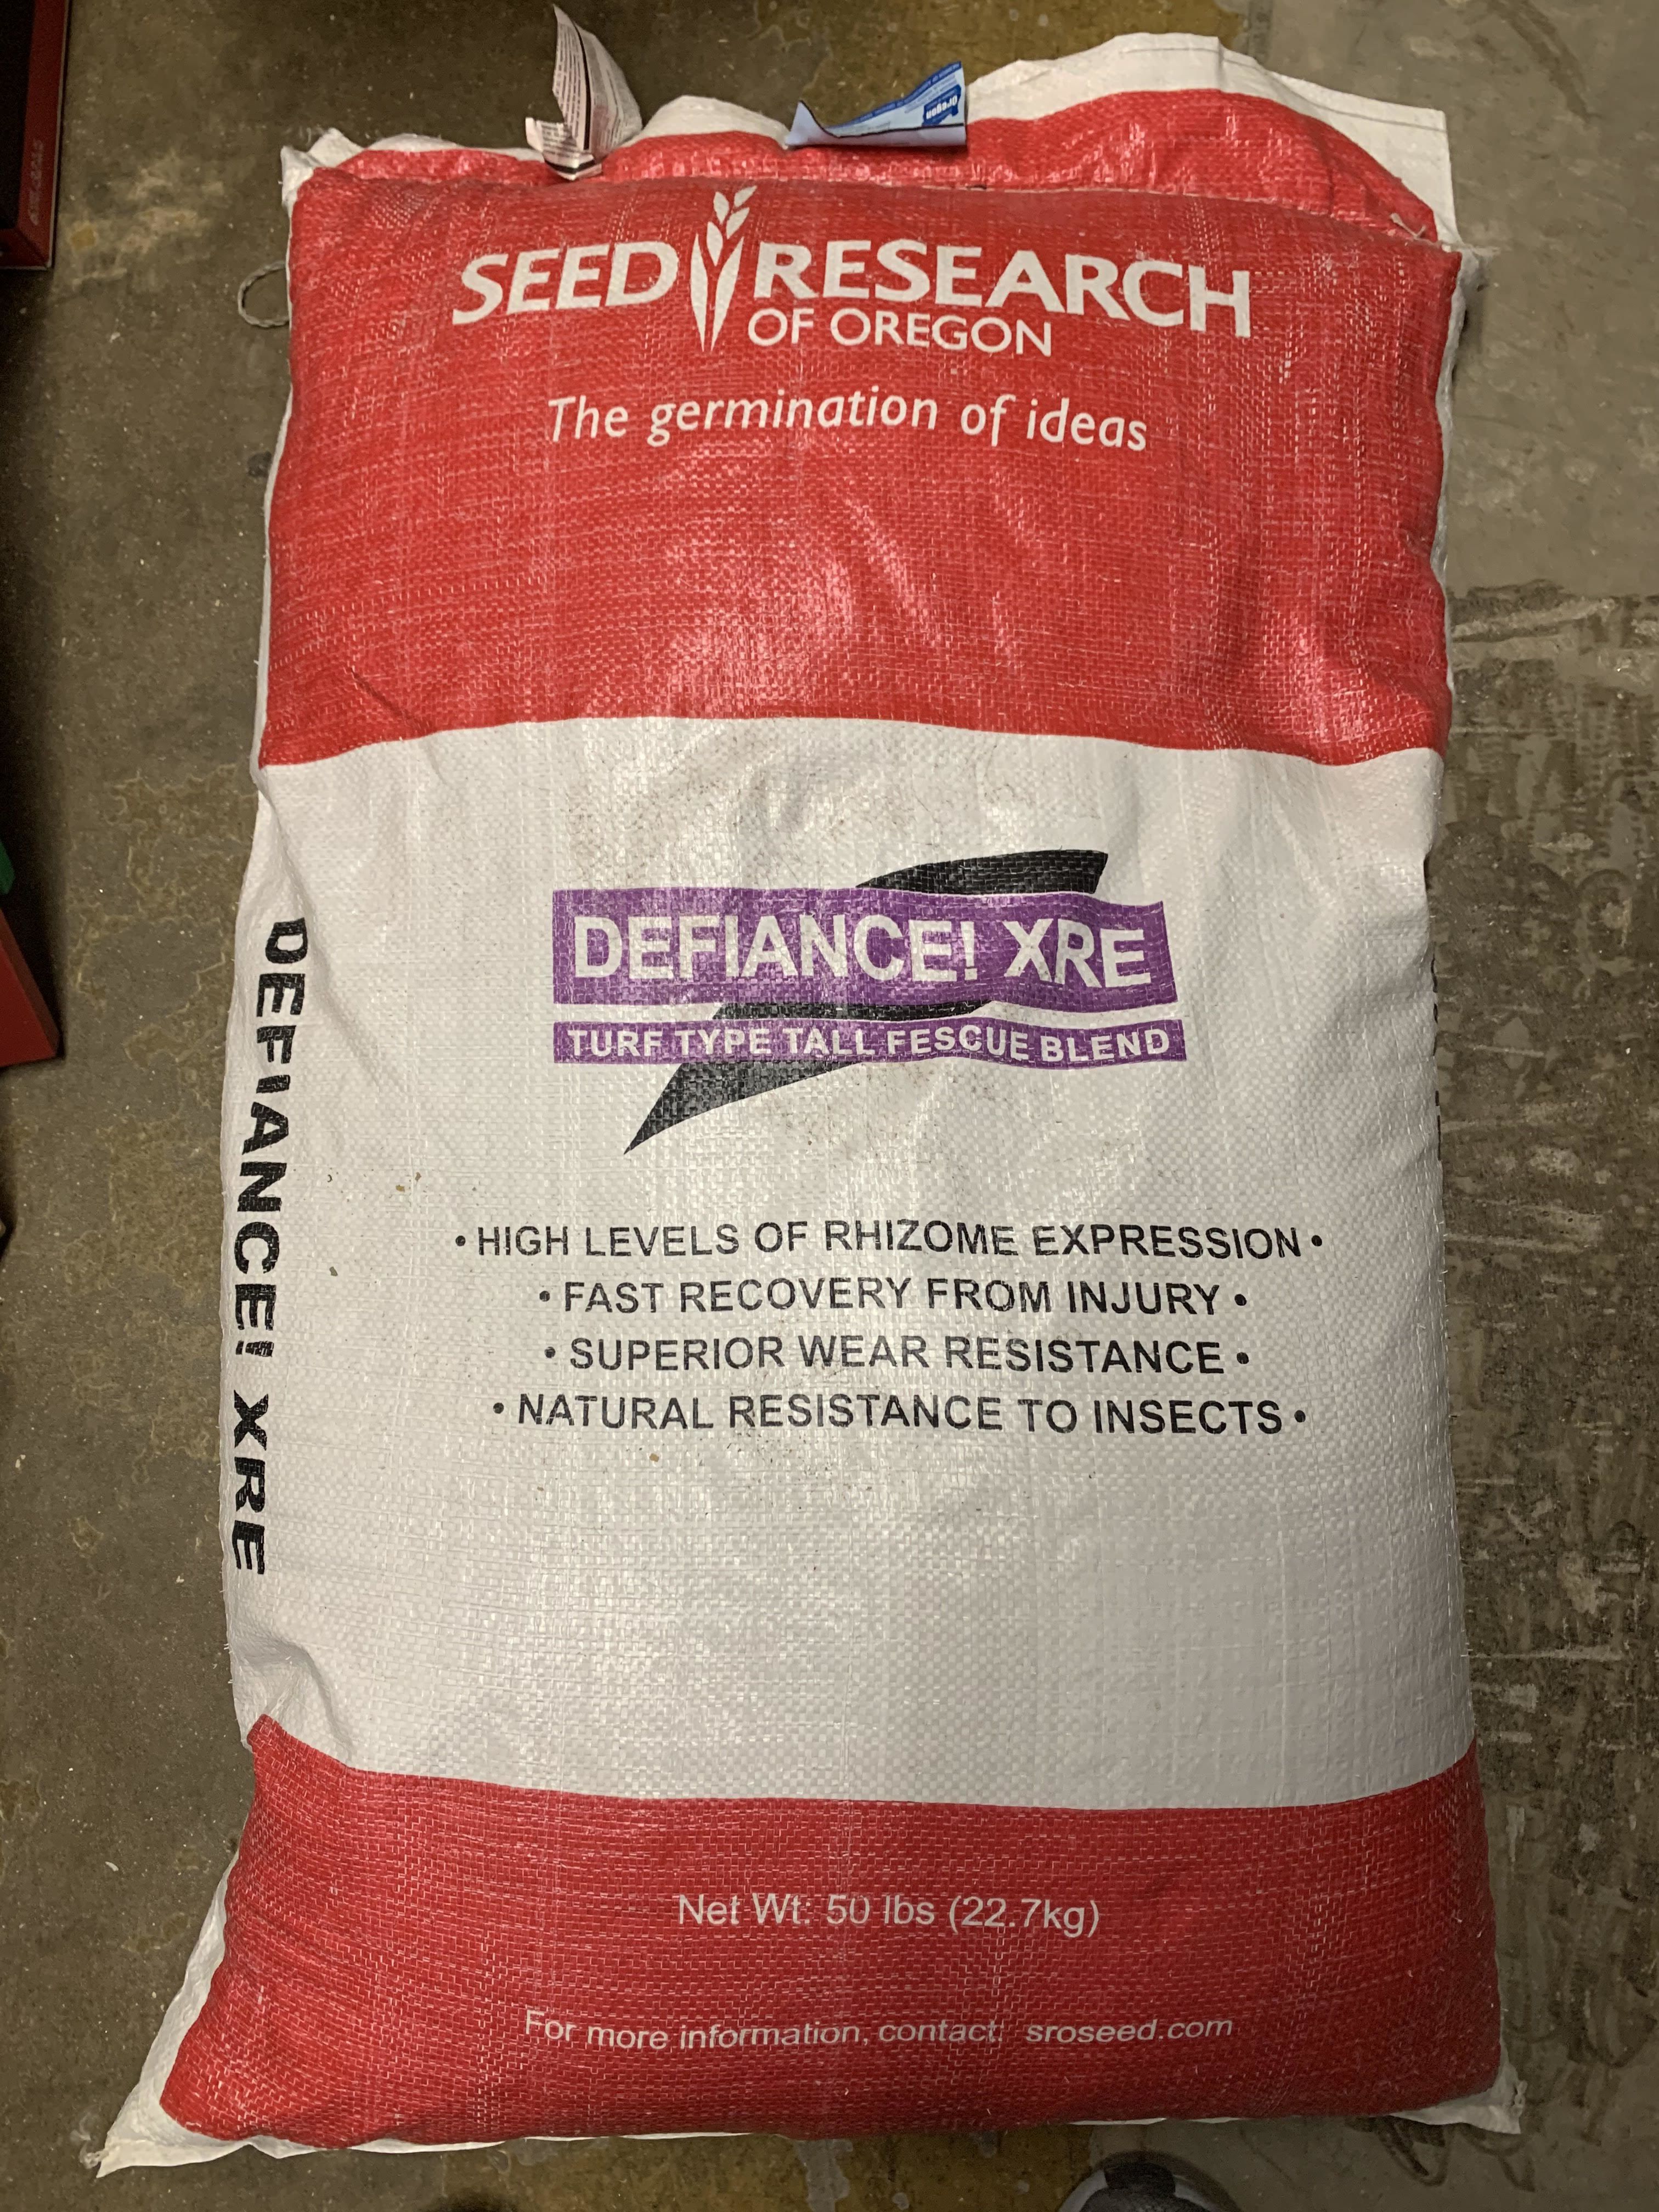 SEED RESEARCH
OF OREGON
The germination of ideas
DEFIANCE! XRE
TURF TYPE TALL FESCUE BLEND
• HIGH LEVELS OF RHIZOME EXPRESSION •
• FAST RECOVERY FROM INJURY •
• SUPERIOR WEAR RESISTANCE •
• NATURAL RESISTANCE TO INSECTS •
DEFIANCE! XRE
Net Wt: 50 lbs (22.7kg)
For more information, contact: sroseed.com
Oregon